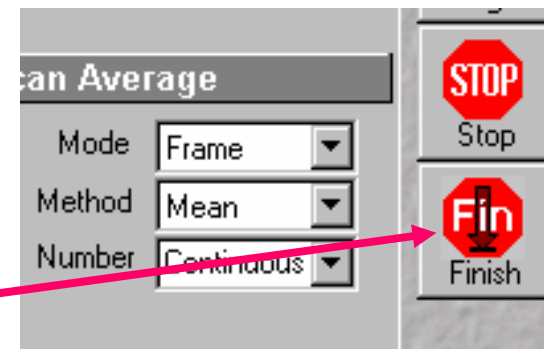 can Average
Mode Frame
Method Mean
Number Continuous
STOP
Stop
Fin
Finish